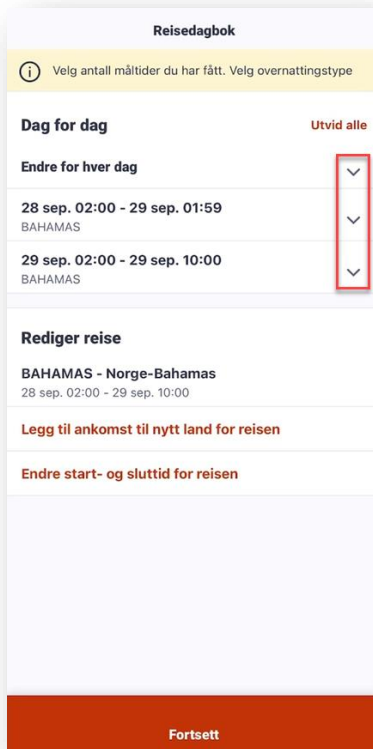 Reisedagbok
Velg antall måltider du har fått. Velg overnattingstype
Dag for dag
Utvid alle
Endre for hver dag
28 sep. 02:00 - 29 sep. 01:59
BAHAMAS
29 sep. 02:00 - 29 sep. 10:00
BAHAMAS
Rediger reise
BAHAMAS - Norge-Bahamas
28 sep. 02:00 - 29 sep. 10:00
Legg til ankomst til nytt land for reisen
Endre start- og sluttid for reisen
Fortsett